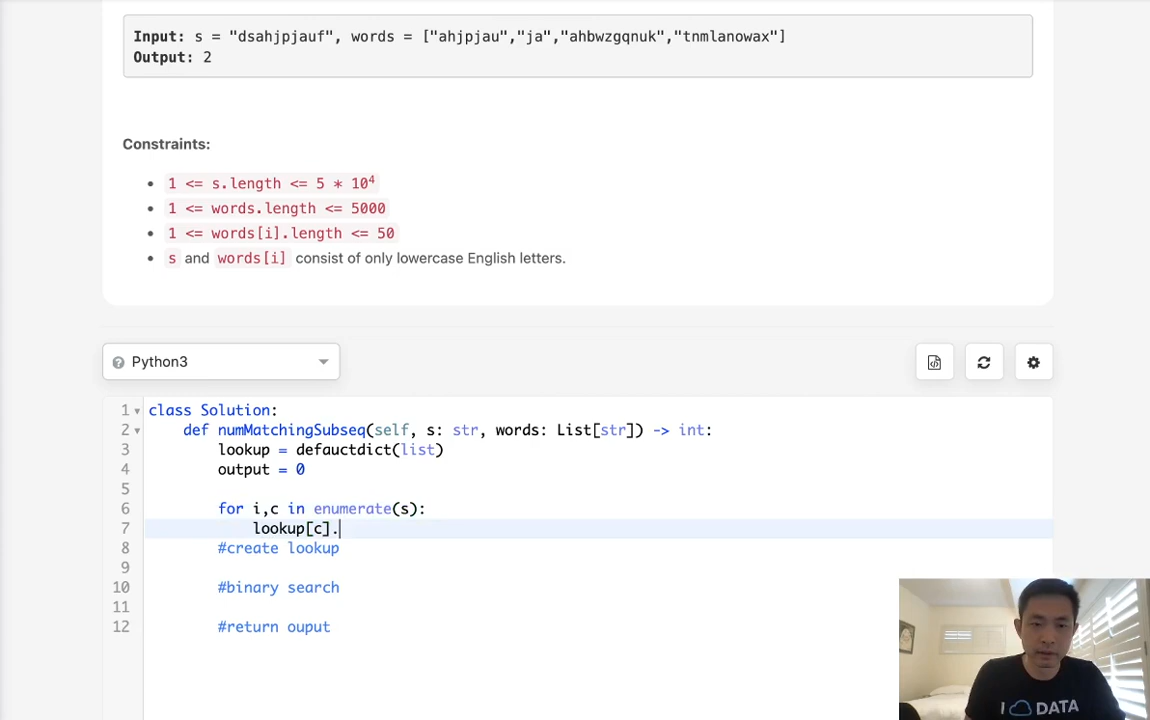 Input: s = "dsahjpjauf", words = ["ahjpjau","ja","ahbwzgqnuk","tnmlanowax"]
Output: 2
Constraints:
1 <= s.length <= 5 * 10⁴
1 <= words.length <= 5000
1 <= words[i].length <= 50
s and words[i] consist of only lowercase English letters.
Python3
1 class Solution:
2 def numMatchingSubseq(self, s: str, words: List[str]) -> int:
3 lookup = defauctdict(list)
4 output = 0
5
6 for i,c in enumerate(s):
7 lookup[c].
8 #create lookup
9
10 #binary search
11
12 #return ouput
I DATA